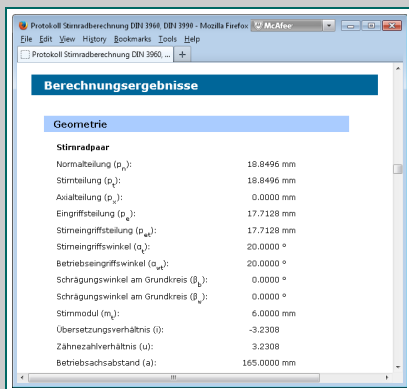 Protokoll Stirnradberechnung DIN 3960, DIN 3990 - Mozilla Firefox McAfee
File Edit View History Bookmarks Tools Help
Protokoll Stirnradberechnung DIN 3960, ... +
Berechnungsergebnisse
Geometrie
Stirnradpaar
Normalteilung (pn): 18.8496 mm
Stirnteilung (pt): 18.8496 mm
Axialteilung (px): 0.0000 mm
Eingriffsteilung (pe): 17.7128 mm
Stirneingriffsteilung (pet): 17.7128 mm
Stirneingriffswinkel (αt): 20.0000 °
Betriebseingriffswinkel (αwt): 20.0000 °
Schrägungswinkel am Grundkreis (βb): 0.0000 °
Schrägungswinkel am Grundkreis (βw): 0.0000 °
Stirnmodul (mt): 6.0000 mm
Übersetzungsverhältnis (i): -3.2308
Zähnezahlverhältnis (u): 3.2308
Betriebsachsabstand (a): 165.0000 mm